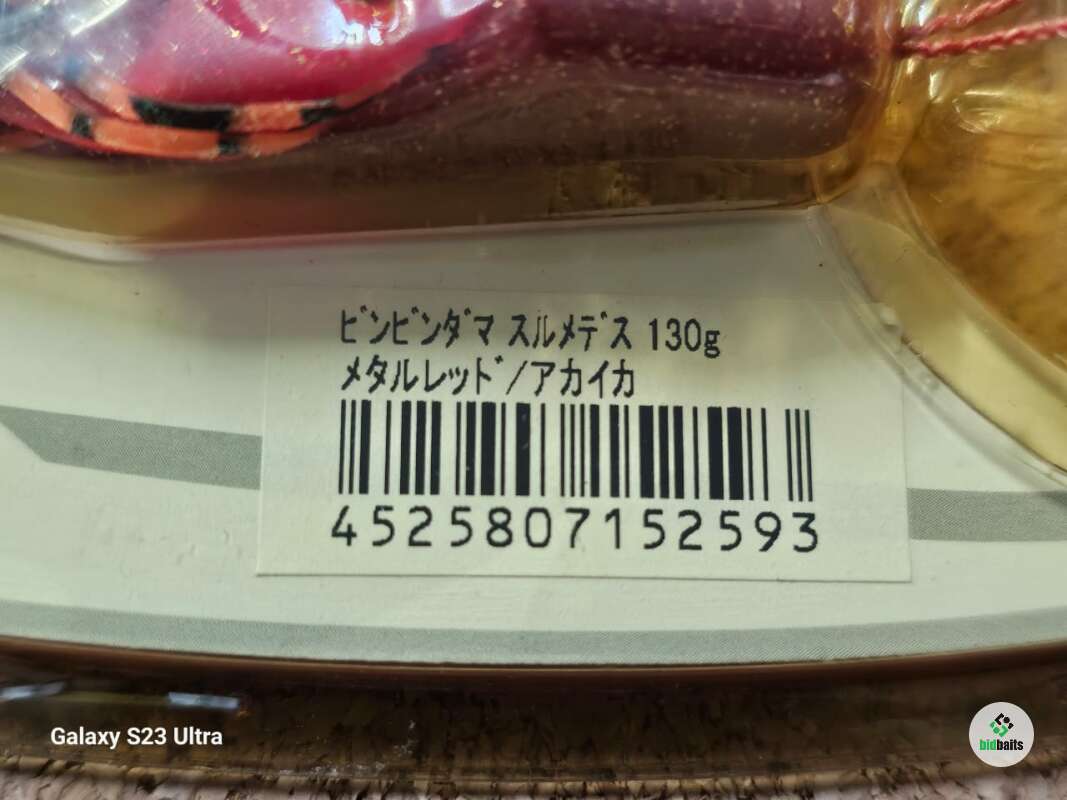 ﾋﾞﾝﾋﾞﾝﾀﾞﾏ ｽﾙﾒﾃﾞｽ 130g
ﾒﾀﾙﾚｯﾄﾞ/ｱｶｲｶ
4525807152593
Galaxy S23 Ultra
bidbaits